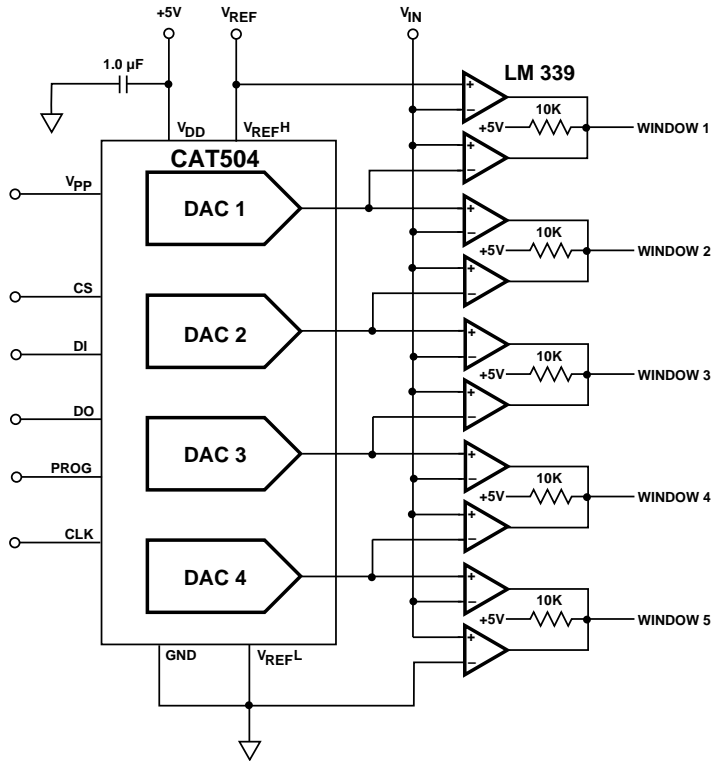 +5V
VREF
VIN
1.0 µF
LM 339
VDD
VREFH
CAT504
VPP
CS
DI
DO
PROG
CLK
DAC 1
DAC 2
DAC 3
DAC 4
GND
VREFL
+
−
+
−
+5V
10K
WINDOW 1
+
−
+
−
+5V
10K
WINDOW 2
+
−
+
−
+5V
10K
WINDOW 3
+
−
+
−
+5V
10K
WINDOW 4
+
−
+
−
+5V
10K
WINDOW 5